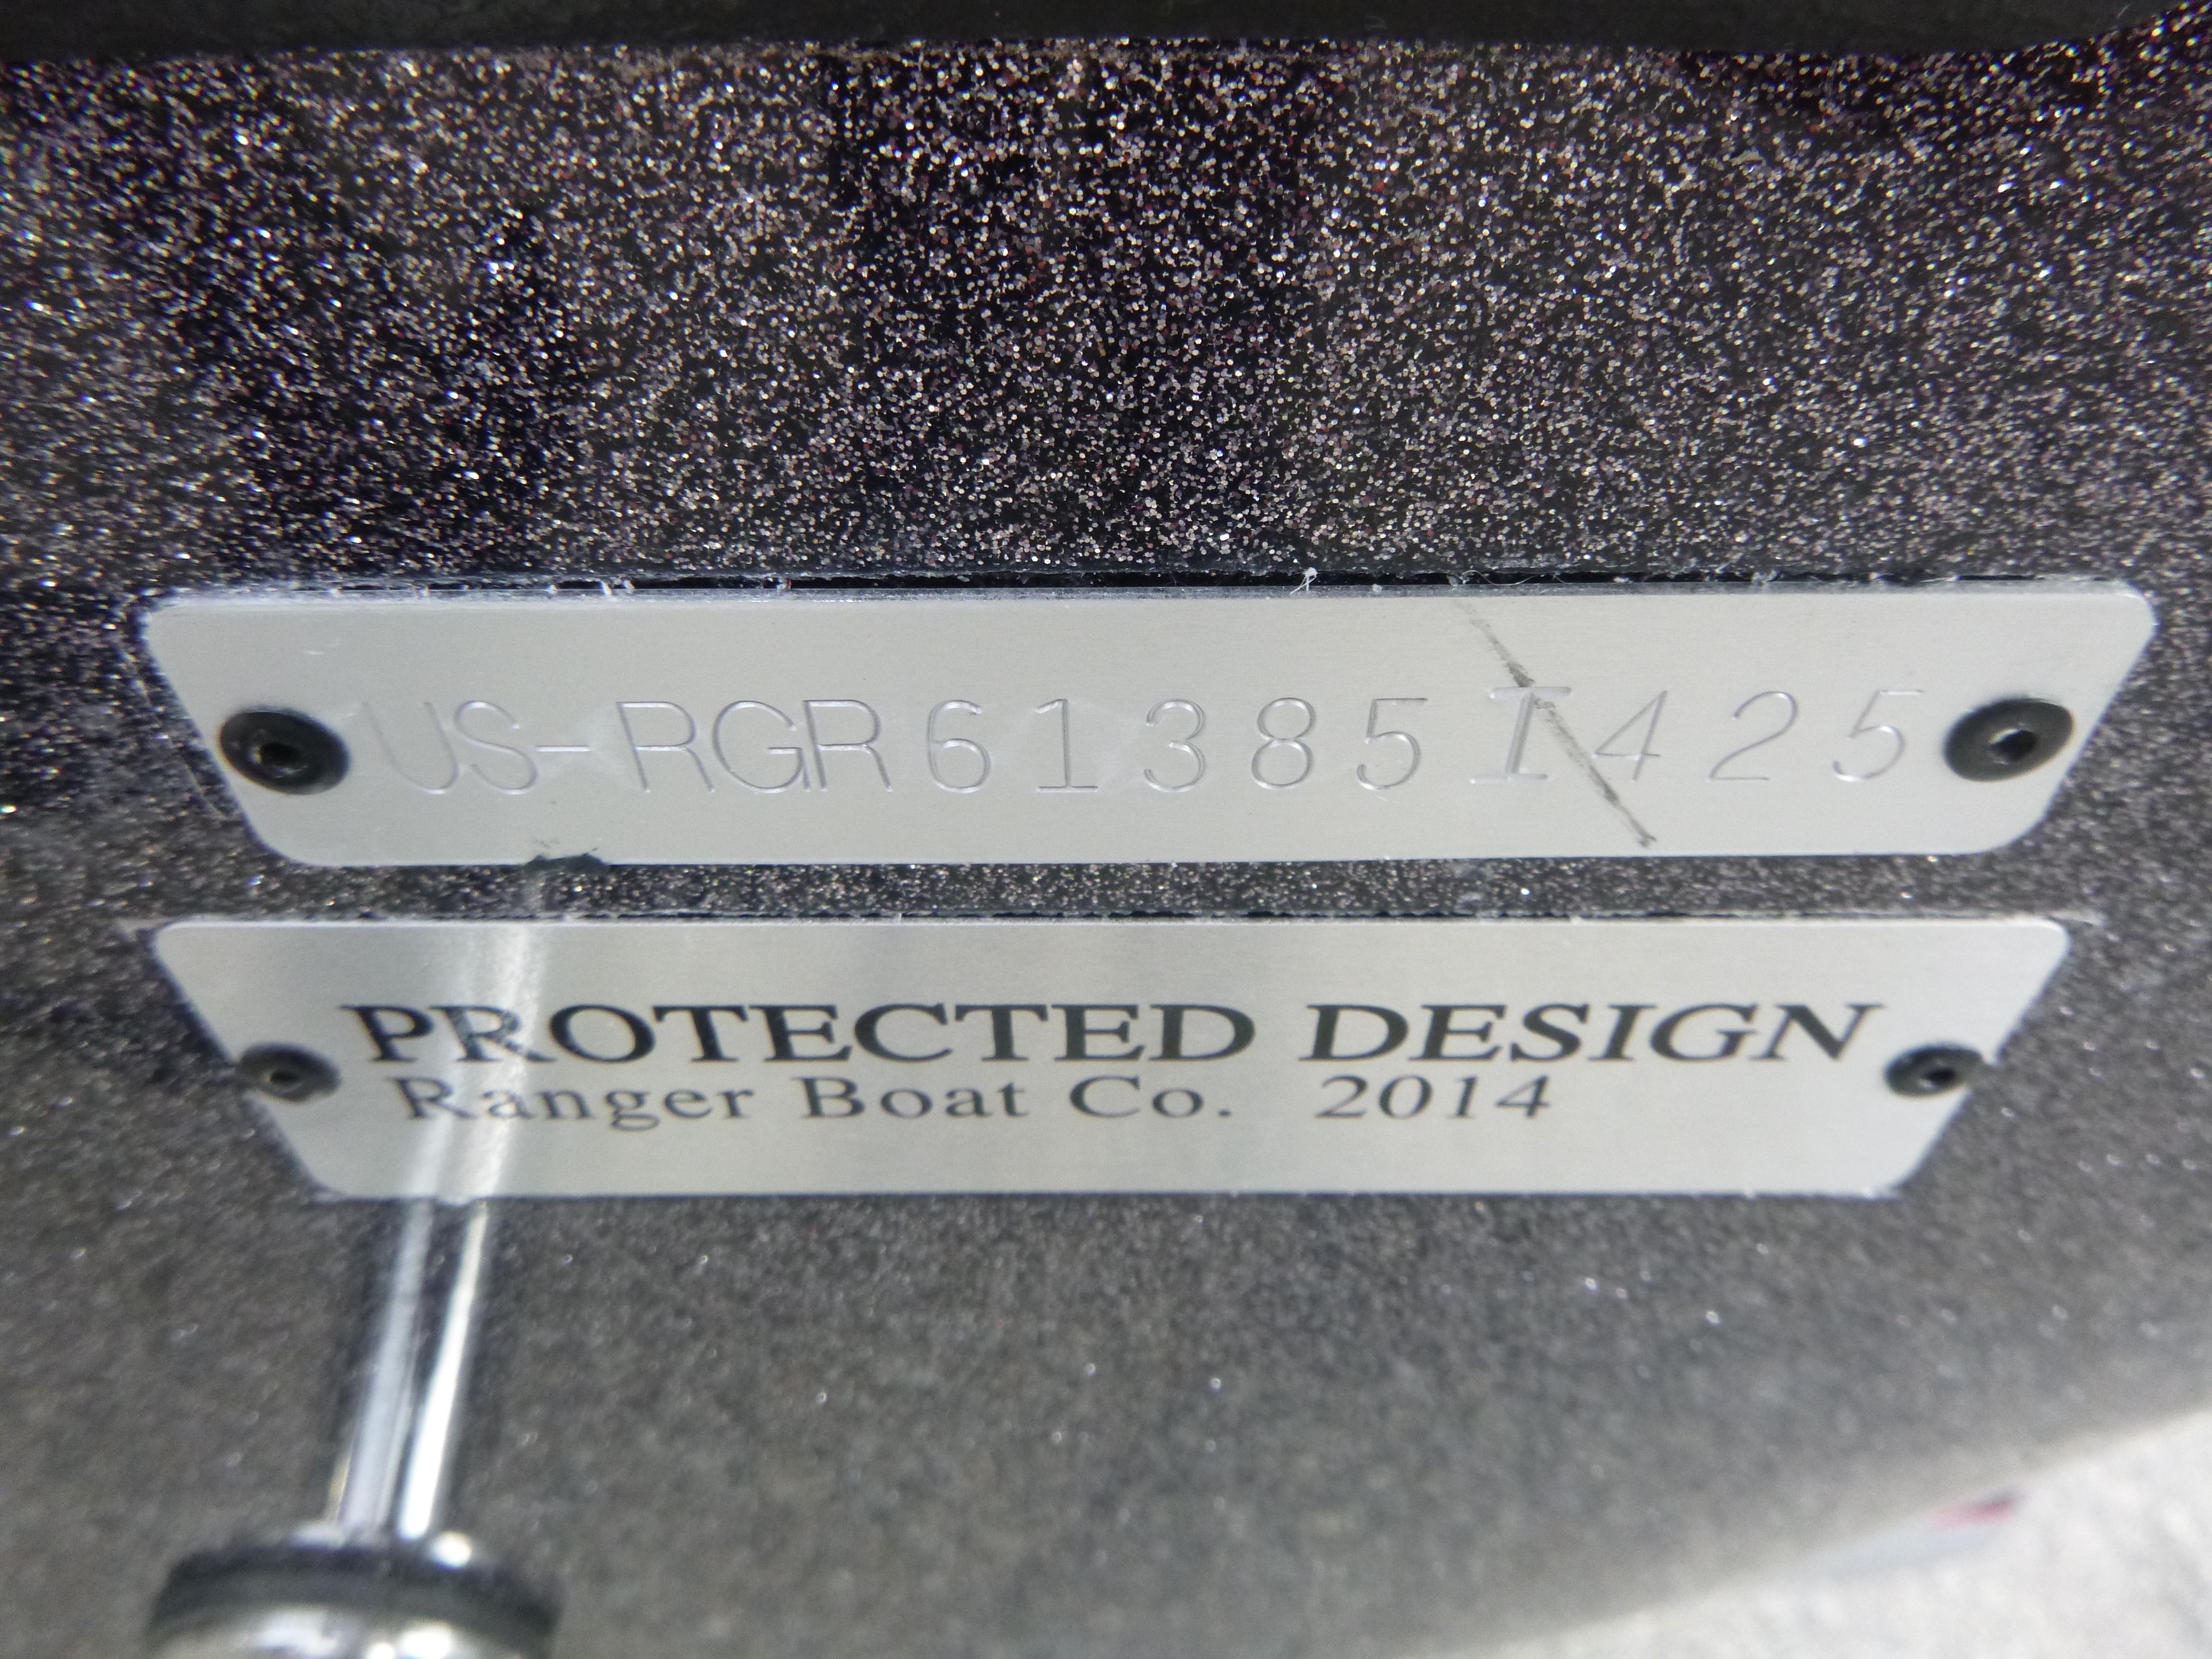 US-RGR61385I425
PROTECTED DESIGN
Ranger Boat Co. 2014